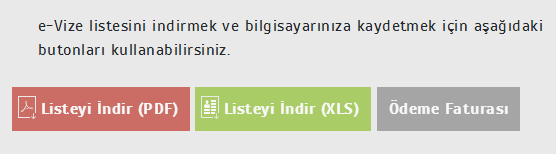 e-Vize listesini indirmek ve bilgisayarınıza kaydetmek için aşağıdaki
butonları kullanabilirsiniz.
Listeyi İndir (PDF) Listeyi İndir (XLS) Ödeme Faturası